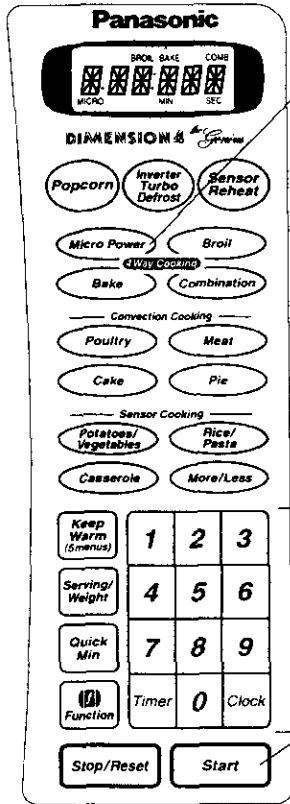 Panasonic
BROIL BAKE COMB
MICRO MIN SEC
DIMENSION 4 The Genius
Popcorn
Inverter
Turbo
Defrost
Sensor
Reheat
Micro Power
Broil
4Way Cooking
Bake
Combination
Convection Cooking
Poultry
Meat
Cake
Pie
Sensor Cooking
Potatoes/
Vegetables
Rice/
Pasta
Casserole
More/Less
Keep
Warm
(5menus)
1 2 3
Serving/
Weight
4 5 6
Quick
Min
7 8 9
Function
Timer 0 Clock
Stop/Reset
Start